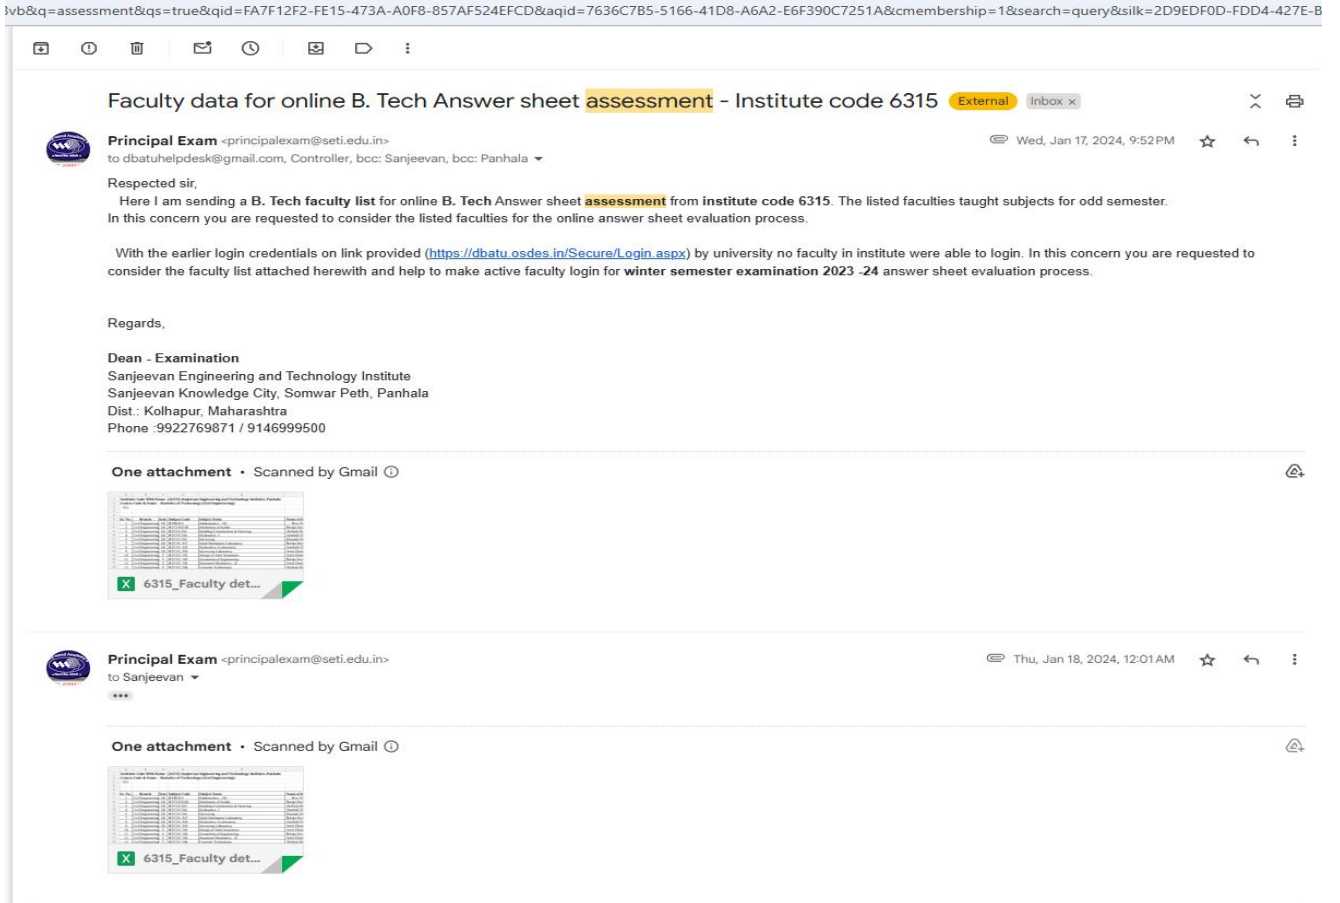 3vb&q=assessment&qs=true&qid=FA7F12F2-FE15-473A-A0F8-857AF524EFCD&aqid=7636C7B5-5166-41D8-A6A2-E6F390C7251A&cmembership=1&search=query&silk=2D9EDF0D-FDD4-427E-B
Faculty data for online B. Tech Answer sheet assessment - Institute code 6315 External Inbox ×
Principal Exam <principalexam@seti.edu.in> Wed, Jan 17, 2024, 9:52 PM
to dbatuhelpdesk@gmail.com, Controller, bcc: Sanjeevan, bcc: Panhala
Respected sir,
Here I am sending a B. Tech faculty list for online B. Tech Answer sheet assessment from institute code 6315. The listed faculties taught subjects for odd semester.
In this concern you are requested to consider the listed faculties for the online answer sheet evaluation process.
With the earlier login credentials on link provided (https://dbatu.osdes.in/Secure/Login.aspx) by university no faculty in institute were able to login. In this concern you are requested to
consider the faculty list attached herewith and help to make active faculty login for winter semester examination 2023 -24 answer sheet evaluation process.
Regards,
Dean - Examination
Sanjeevan Engineering and Technology Institute
Sanjeevan Knowledge City, Somwar Peth, Panhala
Dist.: Kolhapur, Maharashtra
Phone :9922769871 / 9146999500
One attachment • Scanned by Gmail
X 6315_Faculty det...
Principal Exam <principalexam@seti.edu.in> Thu, Jan 18, 2024, 12:01 AM
to Sanjeevan
One attachment • Scanned by Gmail
X 6315_Faculty det...